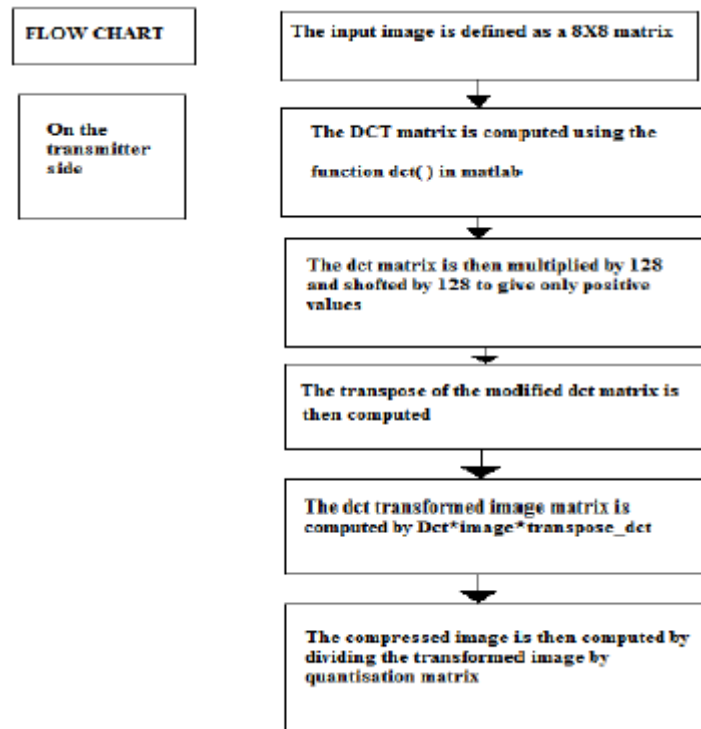 FLOW CHART
On the
transmitter
side
The input image is defined as a 8X8 matrix
The DCT matrix is computed using the
function dct( ) in matlab
The dct matrix is then multiplied by 128
and shofted by 128 to give only positive
values
The transpose of the modified dct matrix is
then computed
The dct transformed image matrix is
computed by Dct*image*transpose_dct
The compressed image is then computed by
dividing the transformed image by
quantisation matrix